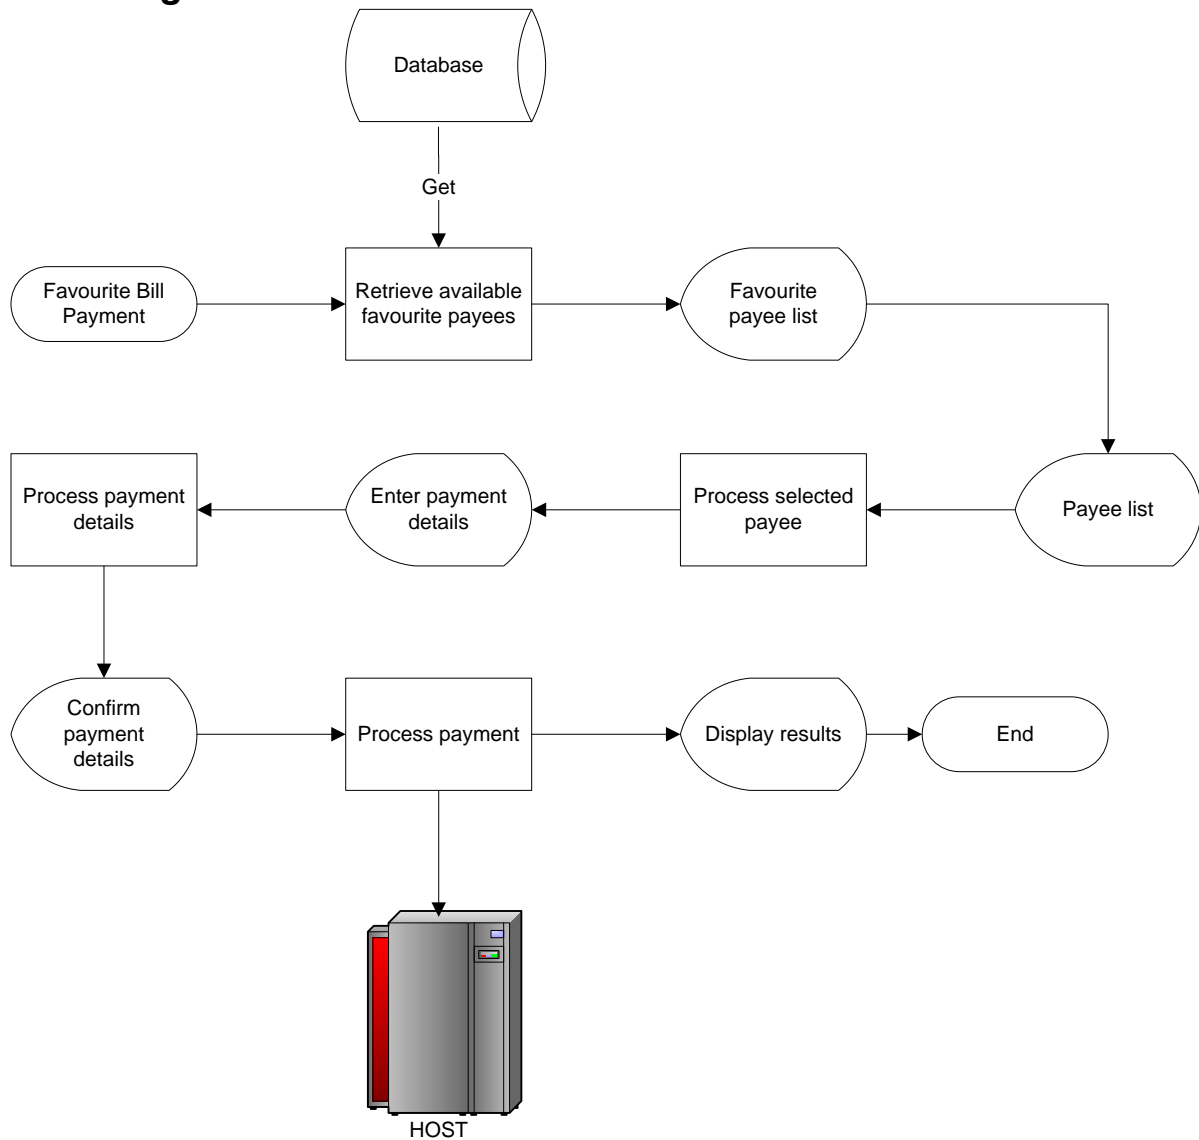 Database
Get
Favourite Bill
Payment
Retrieve available
favourite payees
Favourite
payee list
Process payment
details
Enter payment
details
Process selected
payee
Payee list
Confirm
payment
details
Process payment
Display results
End
HOST